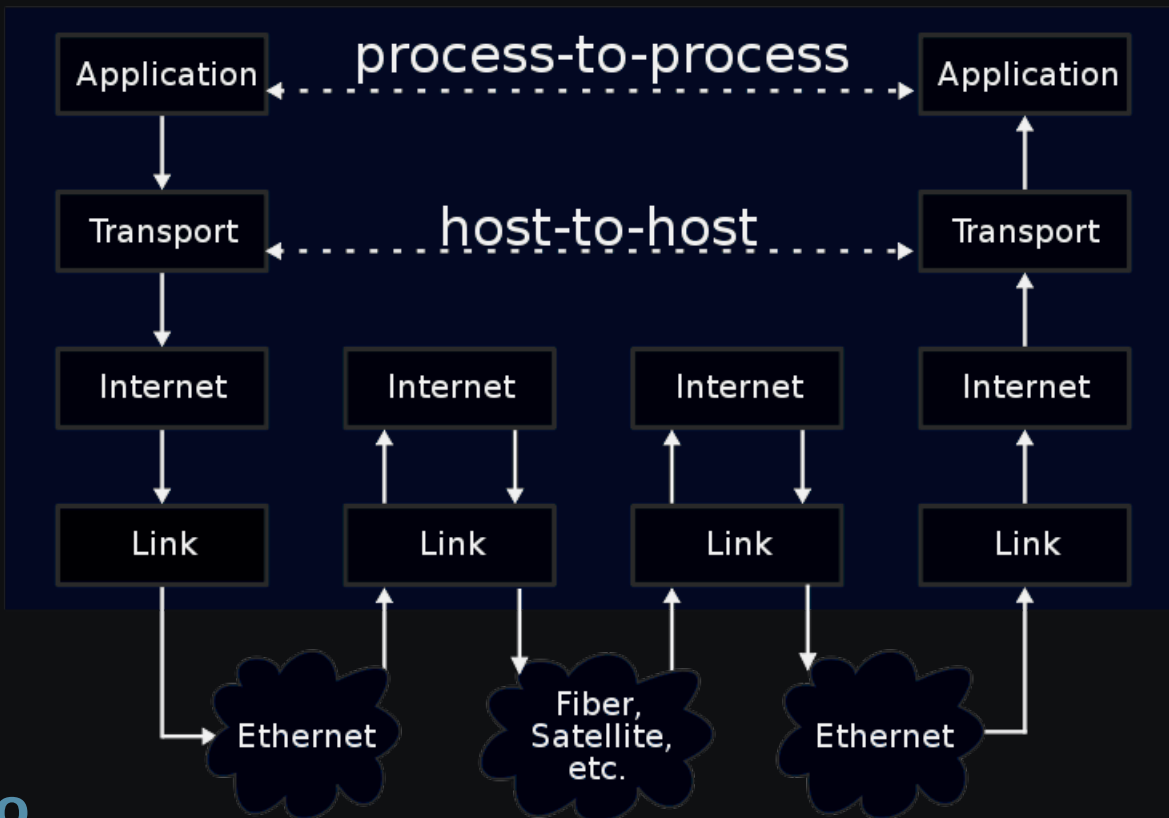 process-to-process
Application
Application
host-to-host
Transport
Transport
Internet
Internet
Internet
Internet
Link
Link
Link
Link
Ethernet
Fiber,
Satellite,
etc.
Ethernet